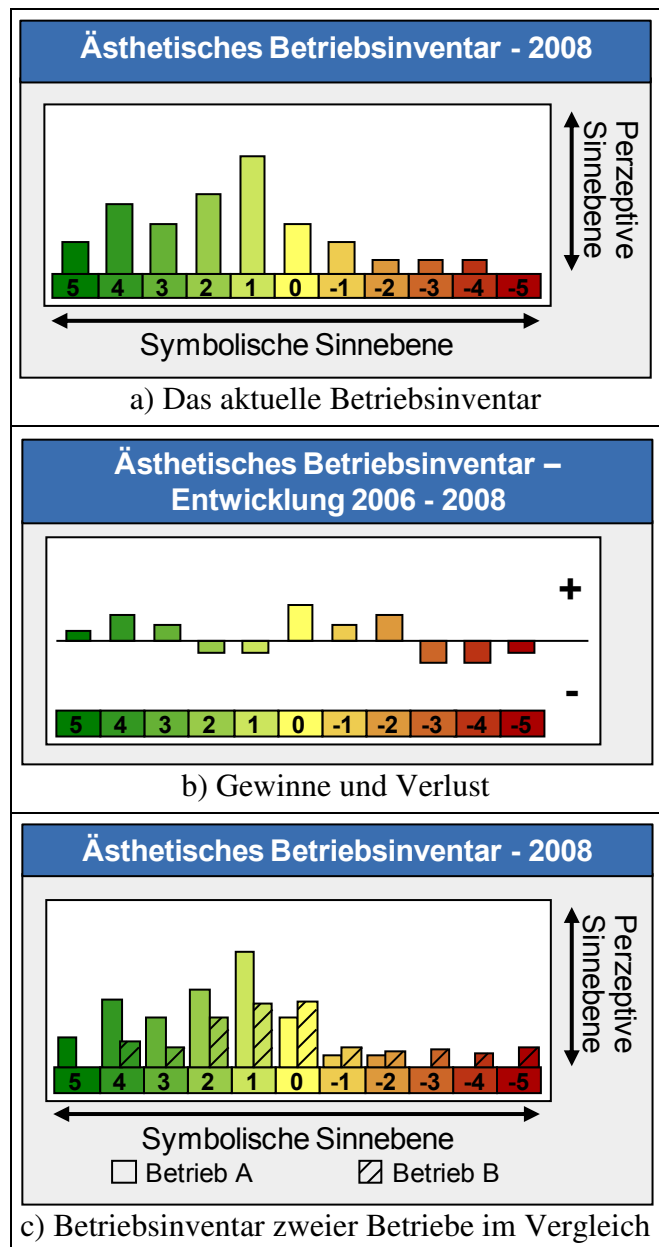 Ästhetisches Betriebsinventar - 2008
Perzeptive
Sinnebene
5 4 3 2 1 0 -1 -2 -3 -4 -5
Symbolische Sinnebene
a) Das aktuelle Betriebsinventar
Ästhetisches Betriebsinventar –
Entwicklung 2006 - 2008
+
-
5 4 3 2 1 0 -1 -2 -3 -4 -5
b) Gewinne und Verlust
Ästhetisches Betriebsinventar - 2008
Perzeptive
Sinnebene
5 4 3 2 1 0 -1 -2 -3 -4 -5
Symbolische Sinnebene
Betrieb A Betrieb B
c) Betriebsinventar zweier Betriebe im Vergleich